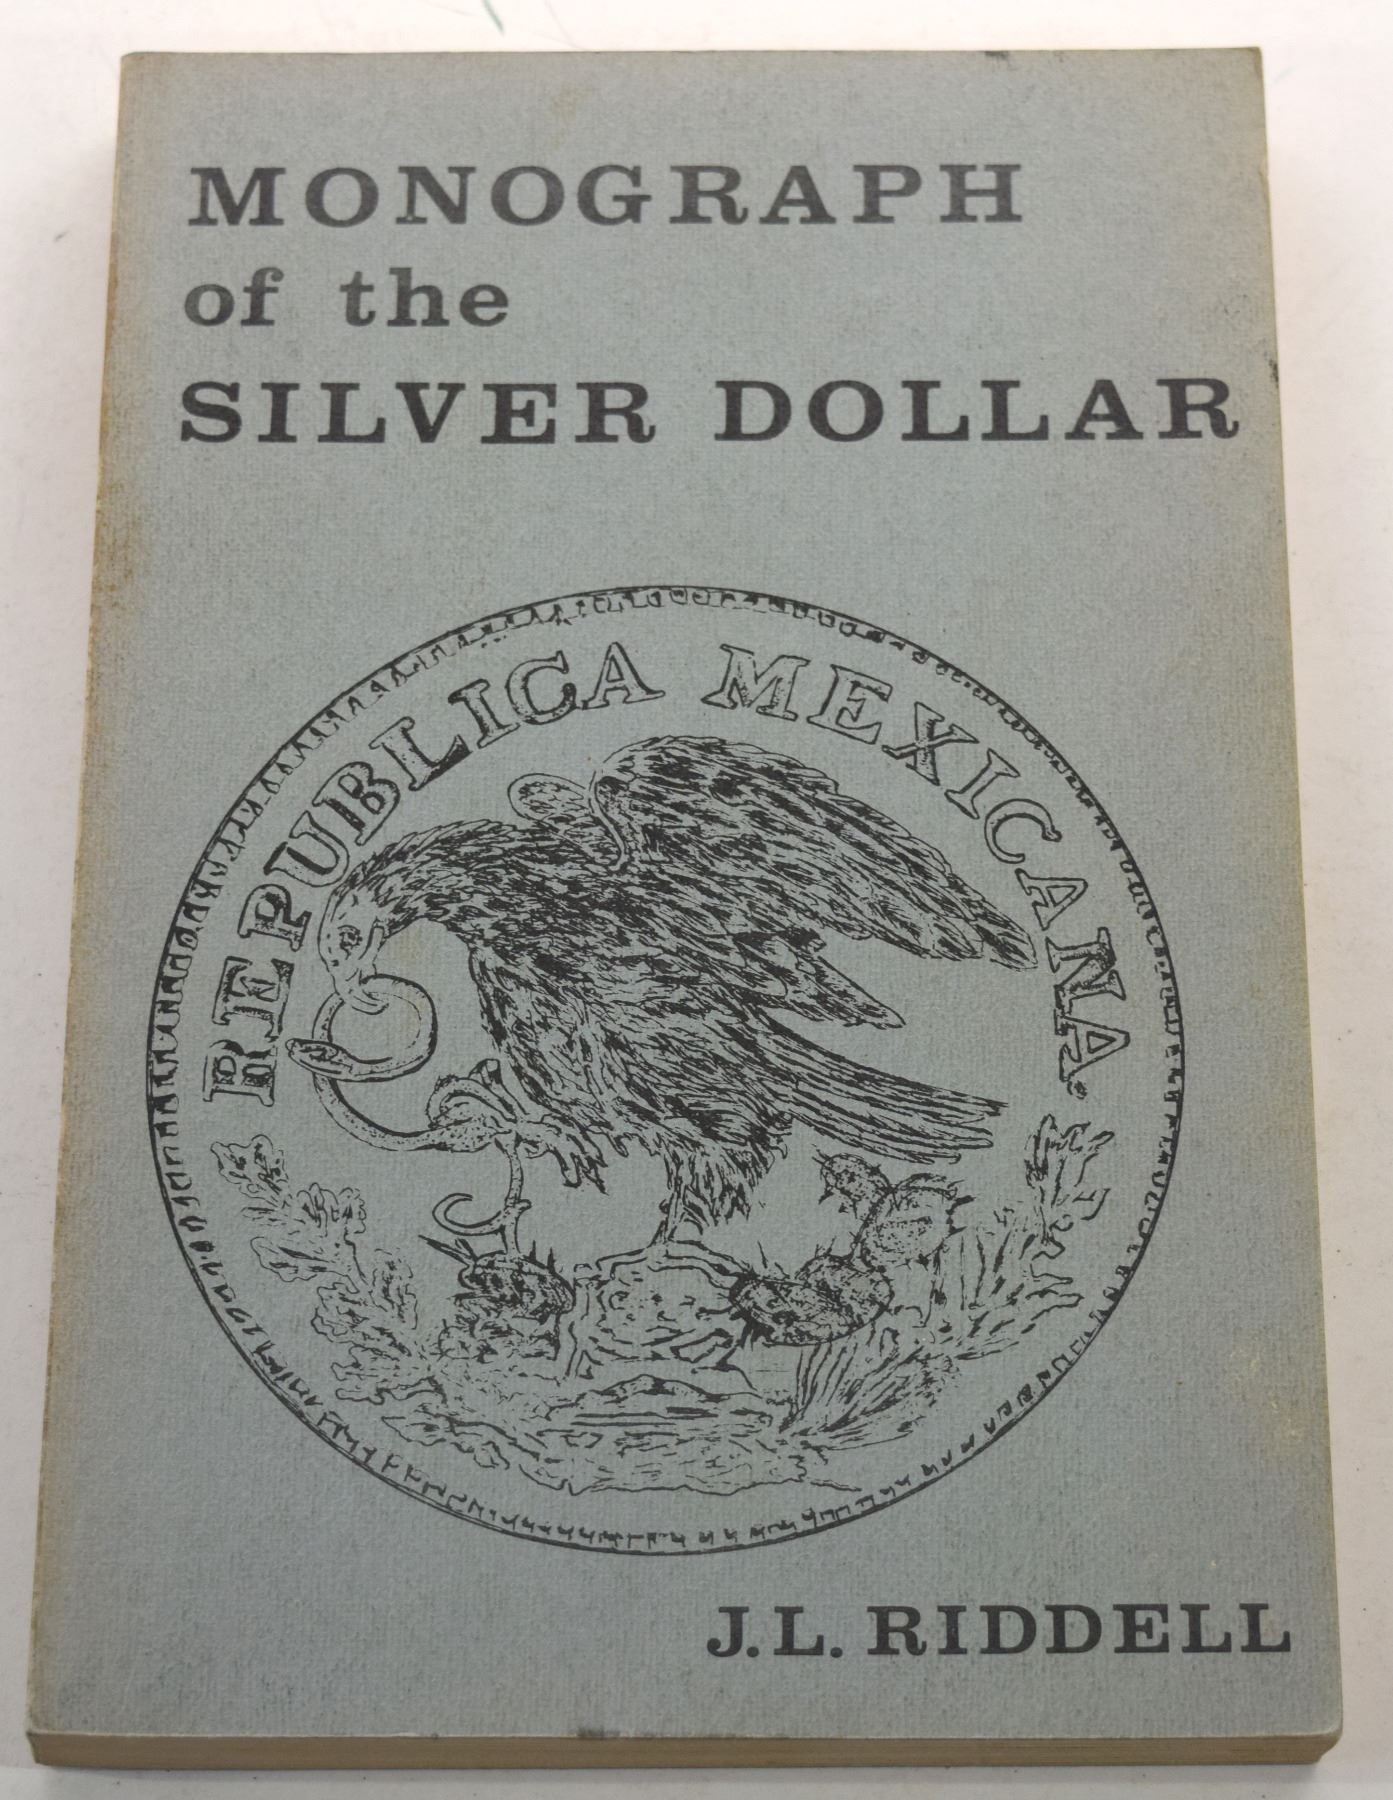 MONOGRAPH
of the
SILVER DOLLAR
REPUBLICA MEXICANA.
J.L. RIDDELL